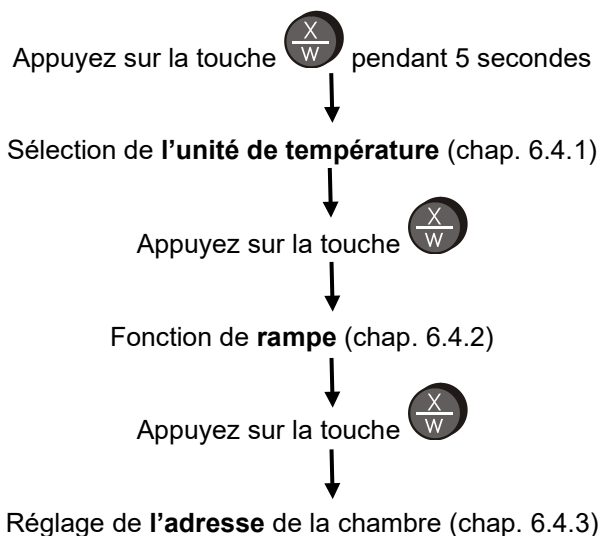 Appuyez sur la touche X/W pendant 5 secondes
Sélection de l'unité de température (chap. 6.4.1)
Appuyez sur la touche X/W
Fonction de rampe (chap. 6.4.2)
Appuyez sur la touche X/W
Réglage de l'adresse de la chambre (chap. 6.4.3)